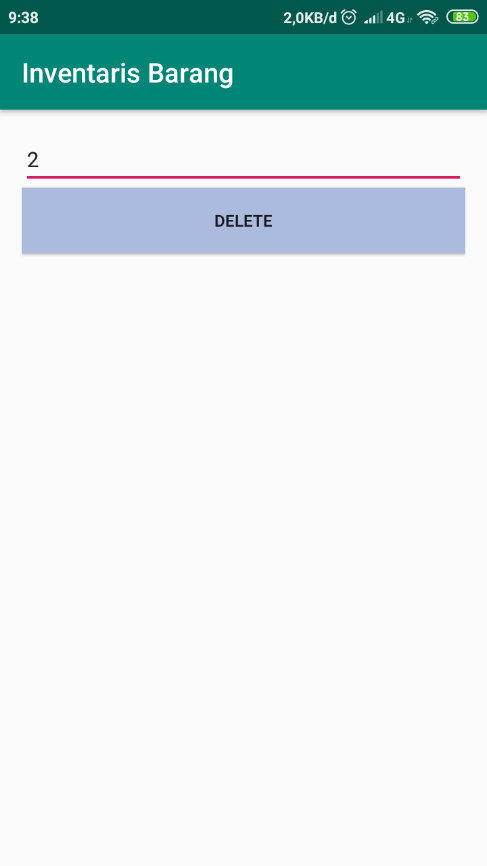 9:38 2,0KB/d 4G 83
Inventaris Barang
2
DELETE